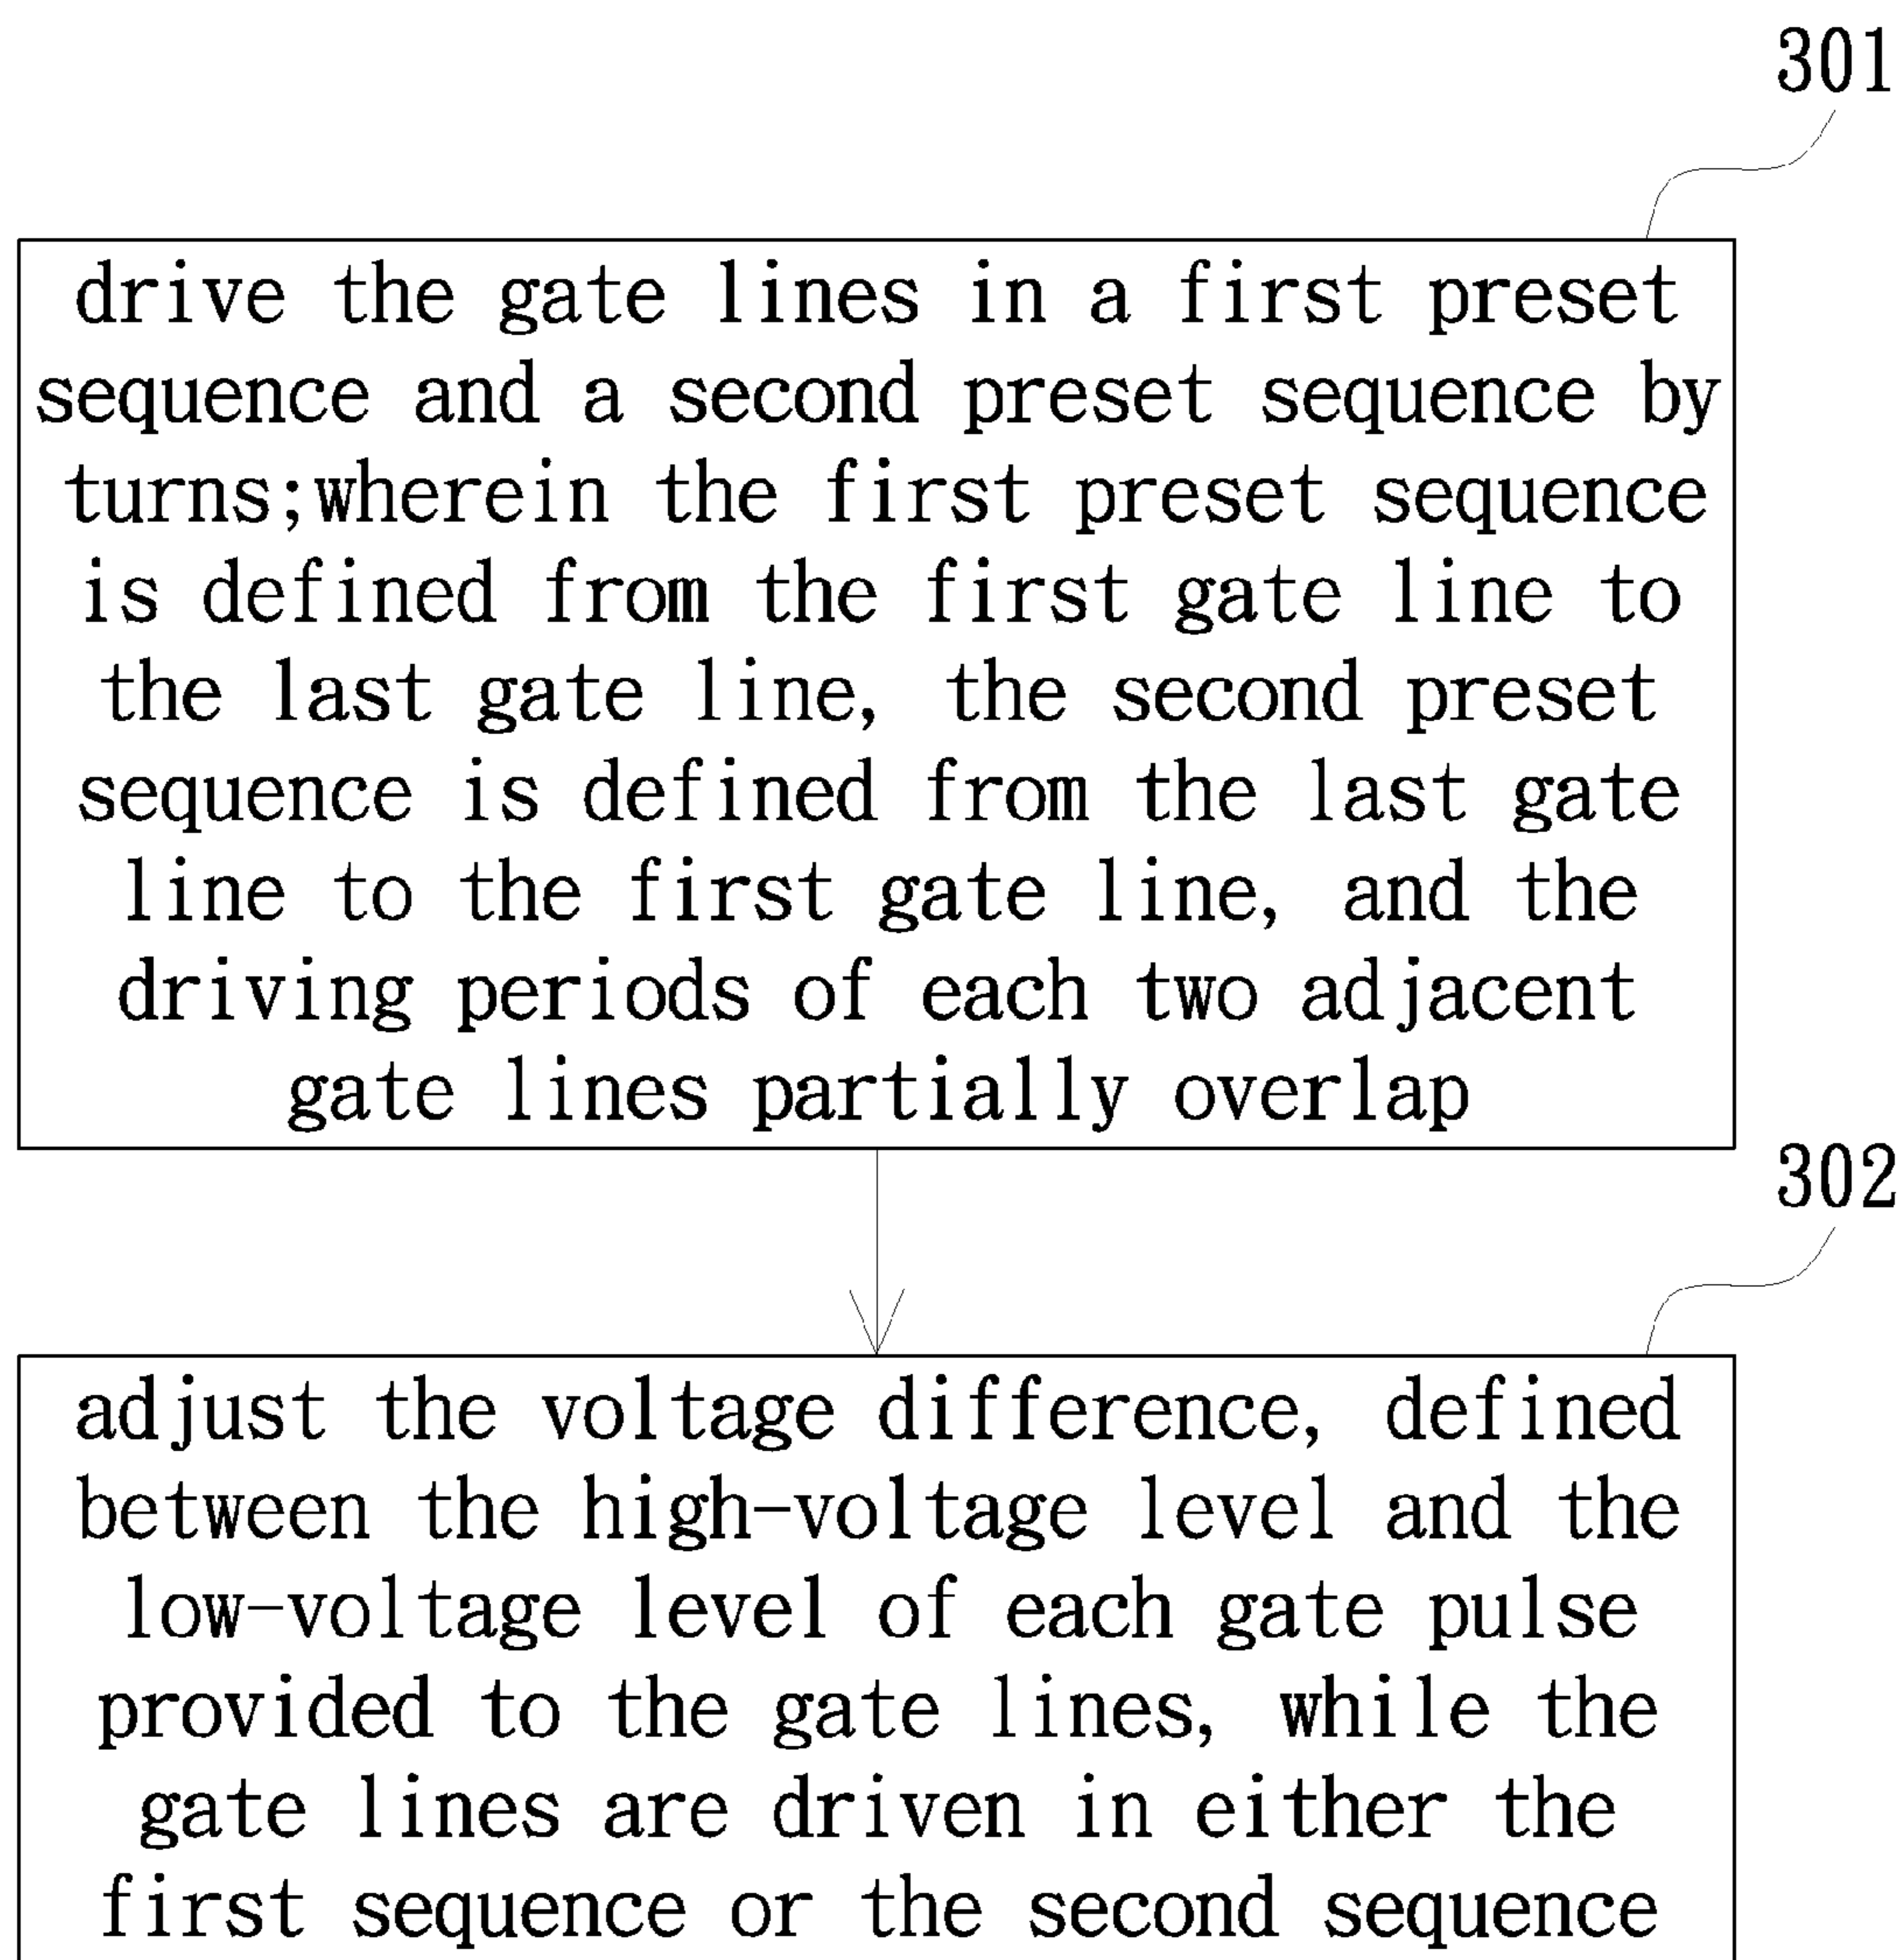 301
drive the gate lines in a first preset
sequence and a second preset sequence by
turns;wherein the first preset sequence
is defined from the first gate line to
the last gate line, the second preset
sequence is defined from the last gate
line to the first gate line, and the
driving periods of each two adjacent
gate lines partially overlap
302
adjust the voltage difference, defined
between the high-voltage level and the
low-voltage level of each gate pulse
provided to the gate lines, while the
gate lines are driven in either the
first sequence or the second sequence